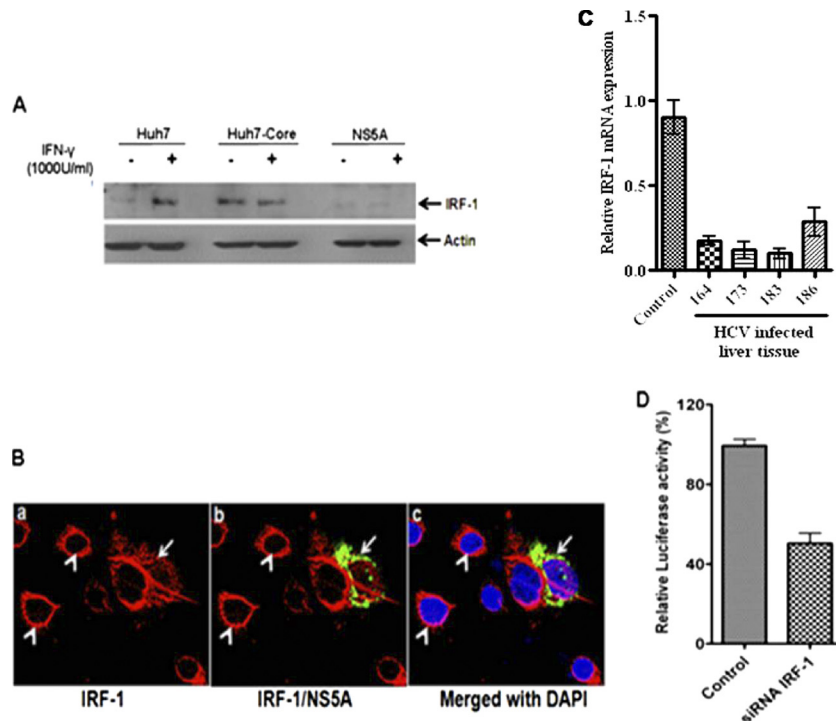 A
Huh7 Huh7-Core NS5A
IFN-γ - + - + - +
(1000U/ml)
IRF-1
Actin
B
a b c
IRF-1 IRF-1/NS5A Merged with DAPI
C
Relative IRF-1 mRNA expression
1.5
1.0
0.5
0.0
Control 164 173 183 186
HCV infected
liver tissue
D
Relative Luciferase activity (%)
120
80
40
0
Control siRNA IRF-1